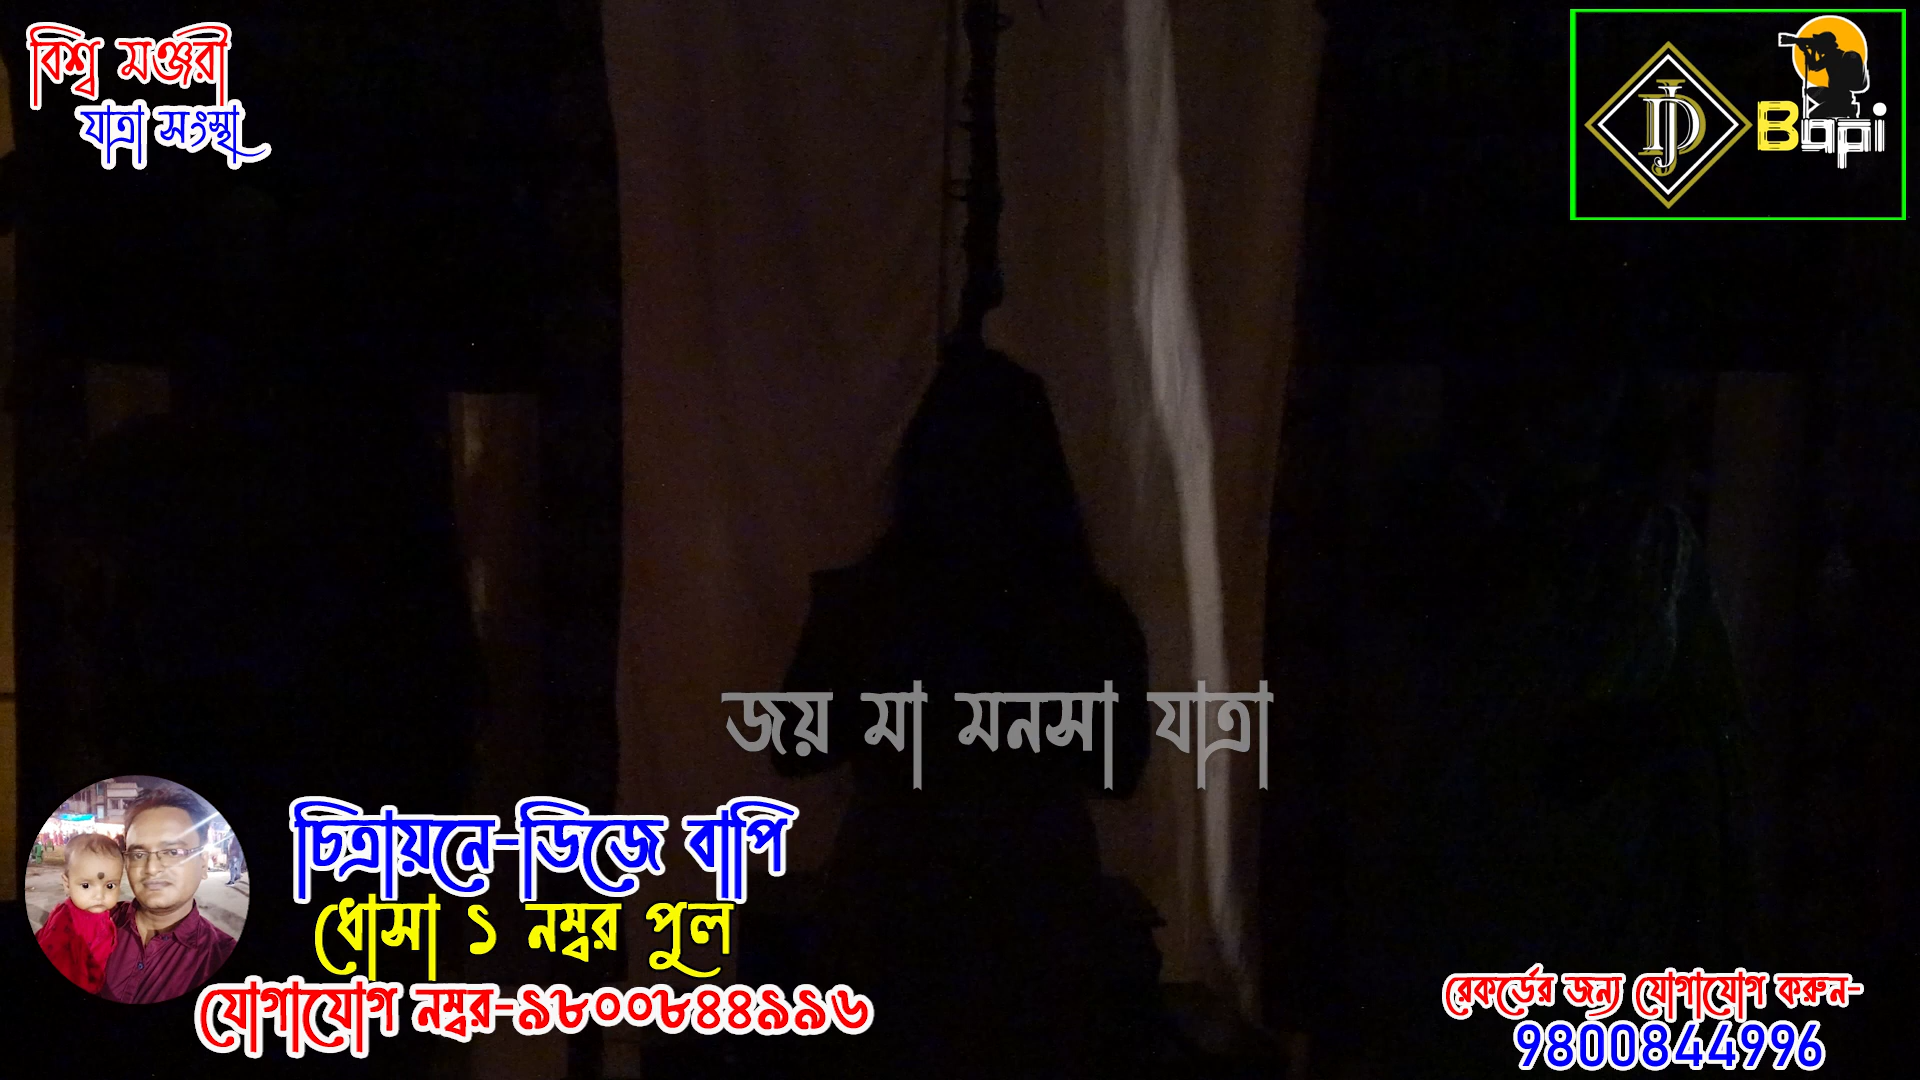 বিশ্ব মঞ্জরী
যাত্রা সংস্থা
DJ
Bapi
জয় মা মনসা যাত্রা
চিত্রায়নে-ডিজে বাপি
ধোসা ১ নম্বর পুল
যোগাযোগ নম্বর-৯৮০০৮৪৪৯৯৬
রেকর্ডের জন্য যোগাযোগ করুন-
9800844996